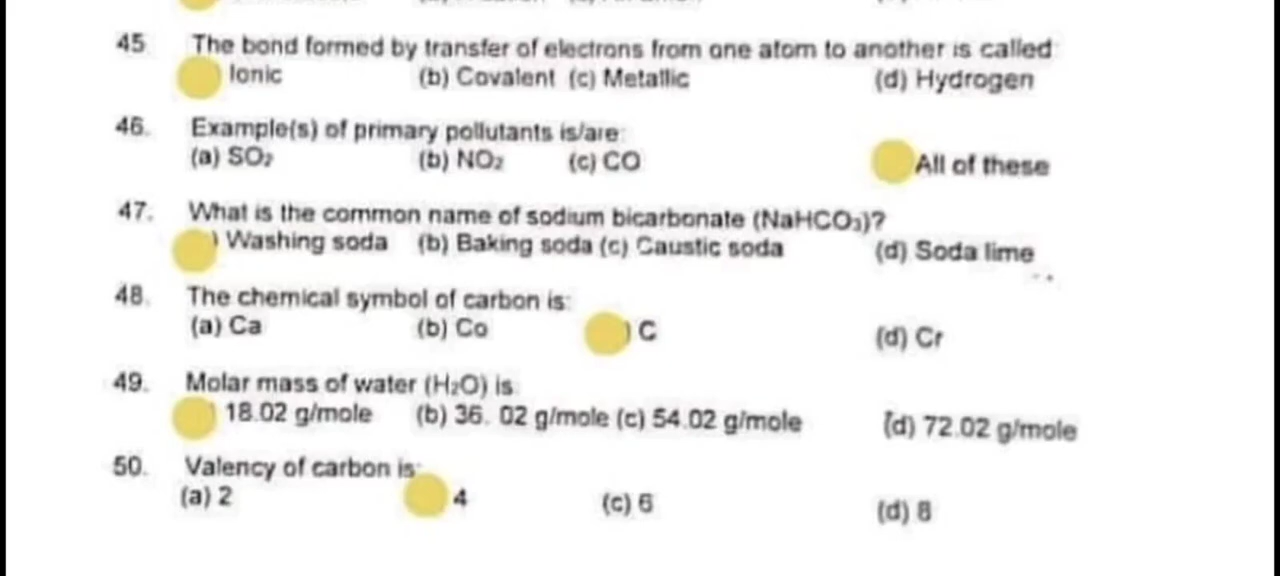 45 The bond formed by transfer of electrons from one atom to another is called:
Ionic (b) Covalent (c) Metallic (d) Hydrogen
46. Example(s) of primary pollutants is/are:
(a) SO₂ (b) NO₂ (c) CO All of these
47. What is the common name of sodium bicarbonate (NaHCO₃)?
) Washing soda (b) Baking soda (c) Caustic soda (d) Soda lime
48. The chemical symbol of carbon is:
(a) Ca (b) Co ) C (d) Cr
49. Molar mass of water (H₂O) is:
) 18.02 g/mole (b) 36. 02 g/mole (c) 54.02 g/mole (d) 72.02 g/mole
50. Valency of carbon is:
(a) 2 4 (c) 6 (d) 8